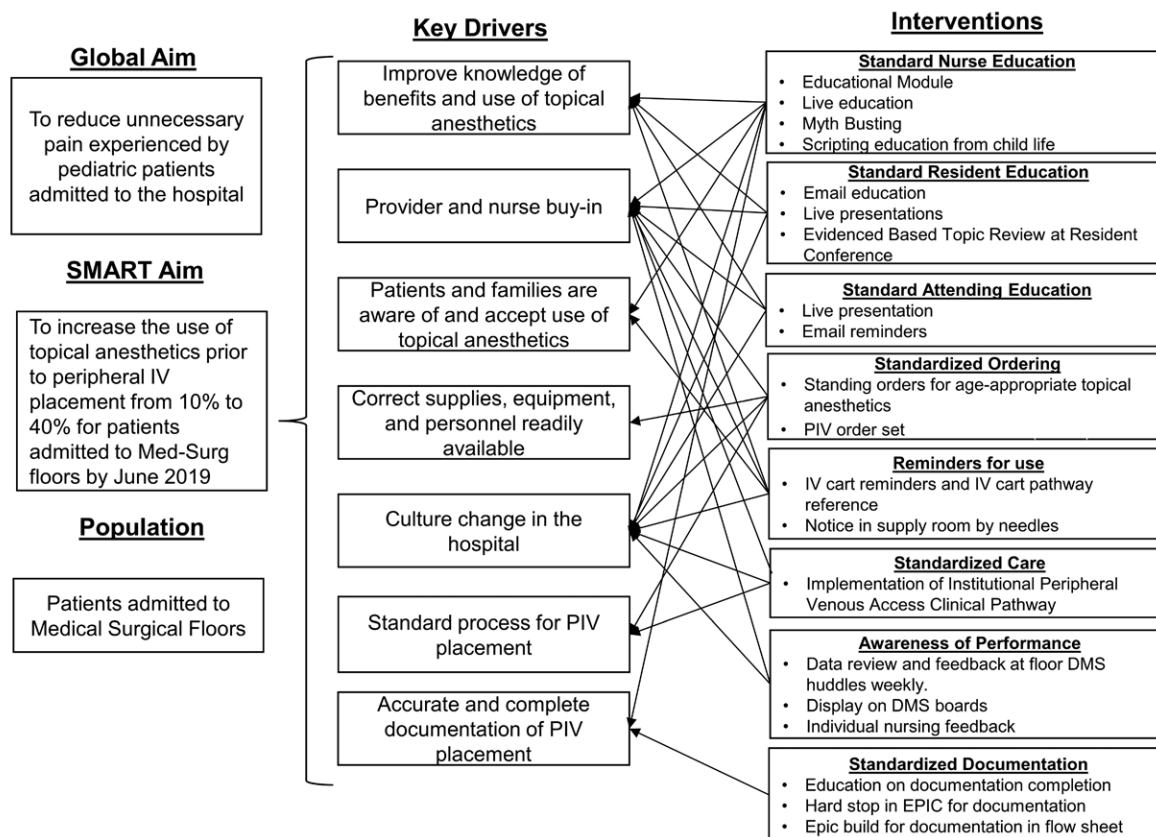 Global Aim
To reduce unnecessary
pain experienced by
pediatric patients
admitted to the hospital
SMART Aim
To increase the use of
topical anesthetics prior
to peripheral IV
placement from 10% to
40% for patients
admitted to Med-Surg
floors by June 2019
Population
Patients admitted to
Medical Surgical Floors
Key Drivers
Improve knowledge of
benefits and use of topical
anesthetics
Provider and nurse buy-in
Patients and families are
aware of and accept use of
topical anesthetics
Correct supplies, equipment,
and personnel readily
available
Culture change in the
hospital
Standard process for PIV
placement
Accurate and complete
documentation of PIV
placement
Interventions
Standard Nurse Education
• Educational Module
• Live education
• Myth Busting
• Scripting education from child life
Standard Resident Education
• Email education
• Live presentations
• Evidenced Based Topic Review at Resident
Conference
Standard Attending Education
• Live presentation
• Email reminders
Standardized Ordering
• Standing orders for age-appropriate topical
anesthetics
• PIV order set
Reminders for use
• IV cart reminders and IV cart pathway
reference
• Notice in supply room by needles
Standardized Care
• Implementation of Institutional Peripheral
Venous Access Clinical Pathway
Awareness of Performance
• Data review and feedback at floor DMS
huddles weekly.
• Display on DMS boards
• Individual nursing feedback
Standardized Documentation
• Education on documentation completion
• Hard stop in EPIC for documentation
• Epic build for documentation in flow sheet